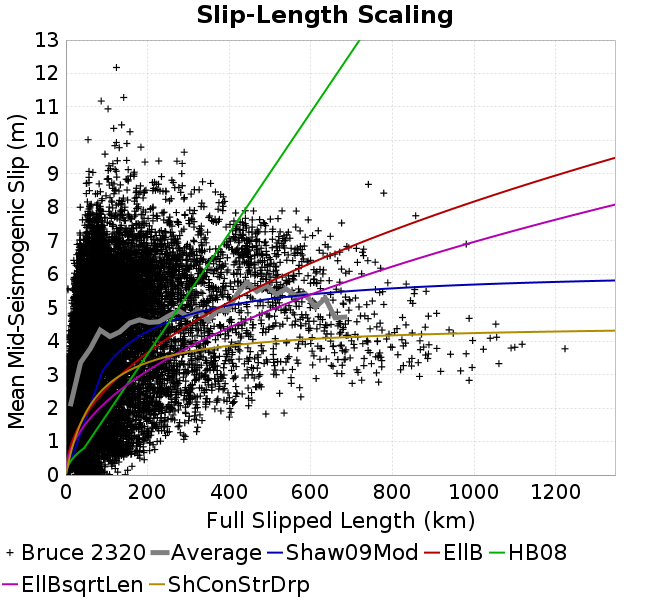 Slip-Length Scaling
Mean Mid-Seismogenic Slip (m)
13
12
11
10
9
8
7
6
5
4
3
2
1
0
0 200 400 600 800 1000 1200
Full Slipped Length (km)
Bruce 2320 Average Shaw09Mod EllB HB08
EllBsqrtLen ShConStrDrp